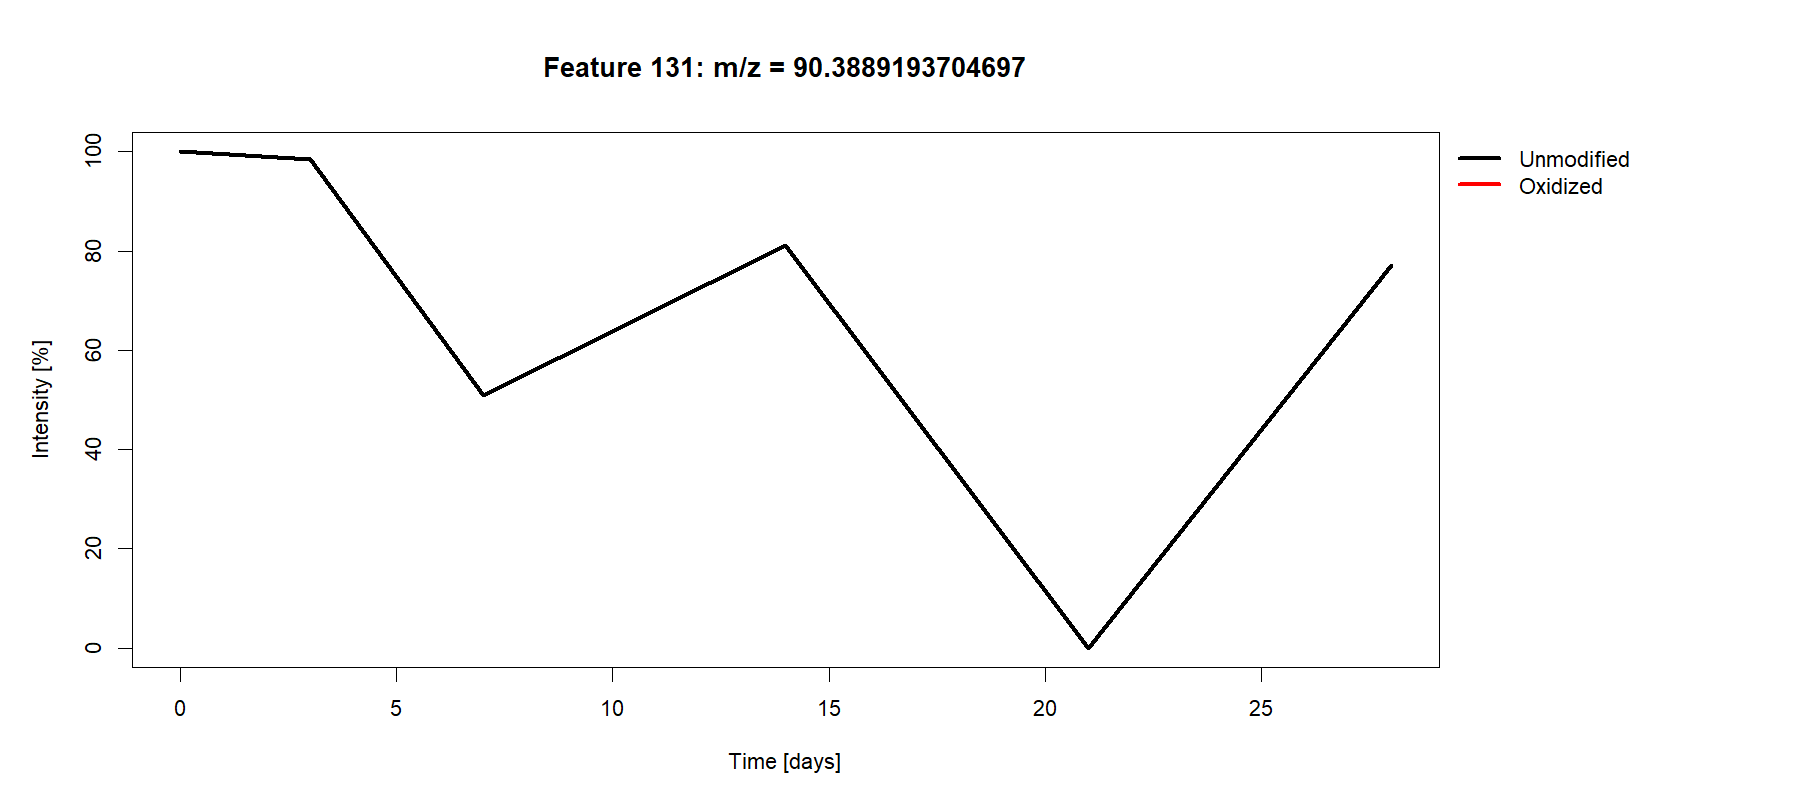 Feature 131: m/z = 90.3889193704697
Unmodified
Oxidized
Intensity [%]
100
80
60
40
20
0
0 5 10 15 20 25
Time [days]